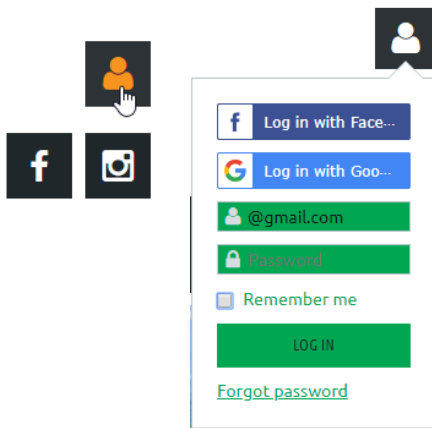 Log in with Face...
Log in with Goo...
@gmail.com
Password
Remember me
LOG IN
Forgot password